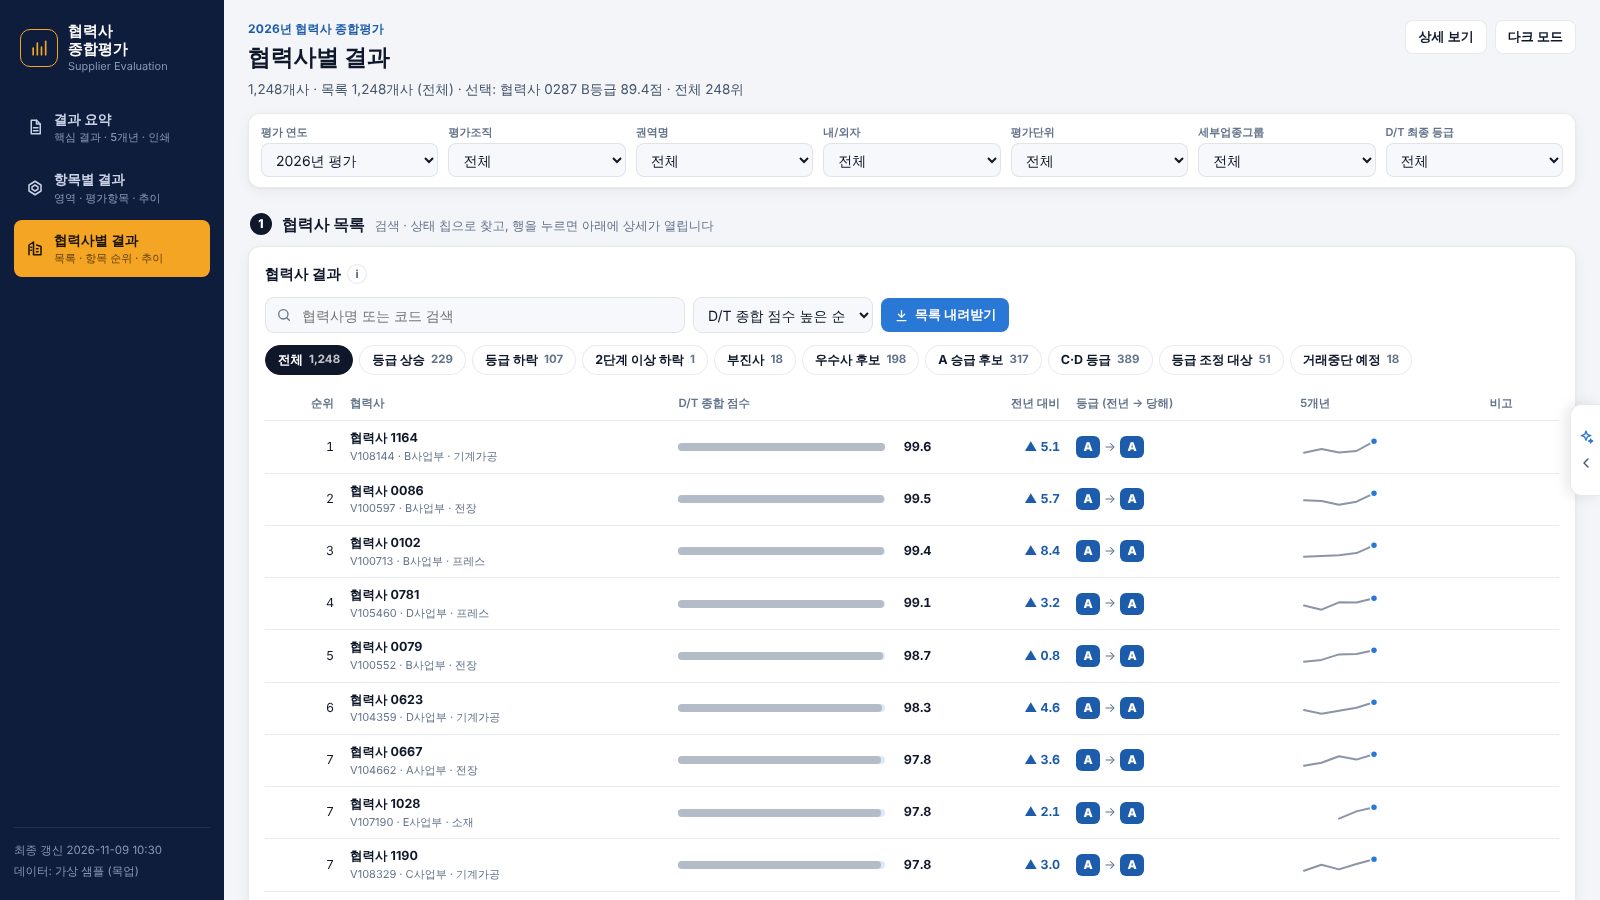 협력사
종합평가
Supplier Evaluation
결과 요약
핵심 결과 · 5개년 · 인쇄
항목별 결과
영역 · 평가항목 · 추이
협력사별 결과
목록 · 항목 순위 · 추이
최종 갱신 2026-11-09 10:30
데이터: 가상 샘플 (목업)
2026년 협력사 종합평가
협력사별 결과
1,248개사 · 목록 1,248개사 (전체) · 선택: 협력사 0287 B등급 89.4점 · 전체 248위
상세 보기
다크 모드
평가 연도 평가조직 권역명 내/외자 평가단위 세부업종그룹 D/T 최종 등급
2026년 평가 전체 전체 전체 전체 전체 전체
1 협력사 목록 검색 · 상태 칩으로 찾고, 행을 누르면 아래에 상세가 열립니다
협력사 결과 i
협력사명 또는 코드 검색 D/T 종합 점수 높은 순 목록 내려받기
전체 1,248 등급 상승 229 등급 하락 107 2단계 이상 하락 1 부진사 18 우수사 후보 198 A 승급 후보 317 C·D 등급 389 등급 조정 대상 51 거래중단 예정 18
순위 협력사 D/T 종합 점수 전년 대비 등급 (전년 → 당해) 5개년 비고
1 협력사 1164 99.6 ▲ 5.1 A → A
V108144 · B사업부 · 기계가공
2 협력사 0086 99.5 ▲ 5.7 A → A
V100597 · B사업부 · 전장
3 협력사 0102 99.4 ▲ 8.4 A → A
V100713 · B사업부 · 프레스
4 협력사 0781 99.1 ▲ 3.2 A → A
V105460 · D사업부 · 프레스
5 협력사 0079 98.7 ▲ 0.8 A → A
V100552 · B사업부 · 전장
6 협력사 0623 98.3 ▲ 4.6 A → A
V104359 · D사업부 · 기계가공
7 협력사 0667 97.8 ▲ 3.6 A → A
V104662 · A사업부 · 전장
7 협력사 1028 97.8 ▲ 2.1 A → A
V107190 · E사업부 · 소재
7 협력사 1190 97.8 ▲ 3.0 A → A
V108329 · C사업부 · 기계가공